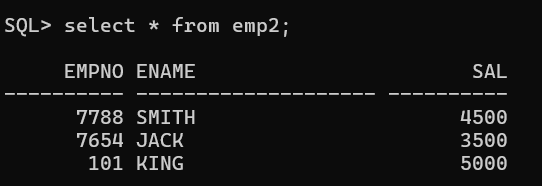 SQL> select * from emp2;
     EMPNO ENAME                       SAL
---------- -------------------- ----------
      7788 SMITH                      4500
      7654 JACK                       3500
       101 KING                       5000